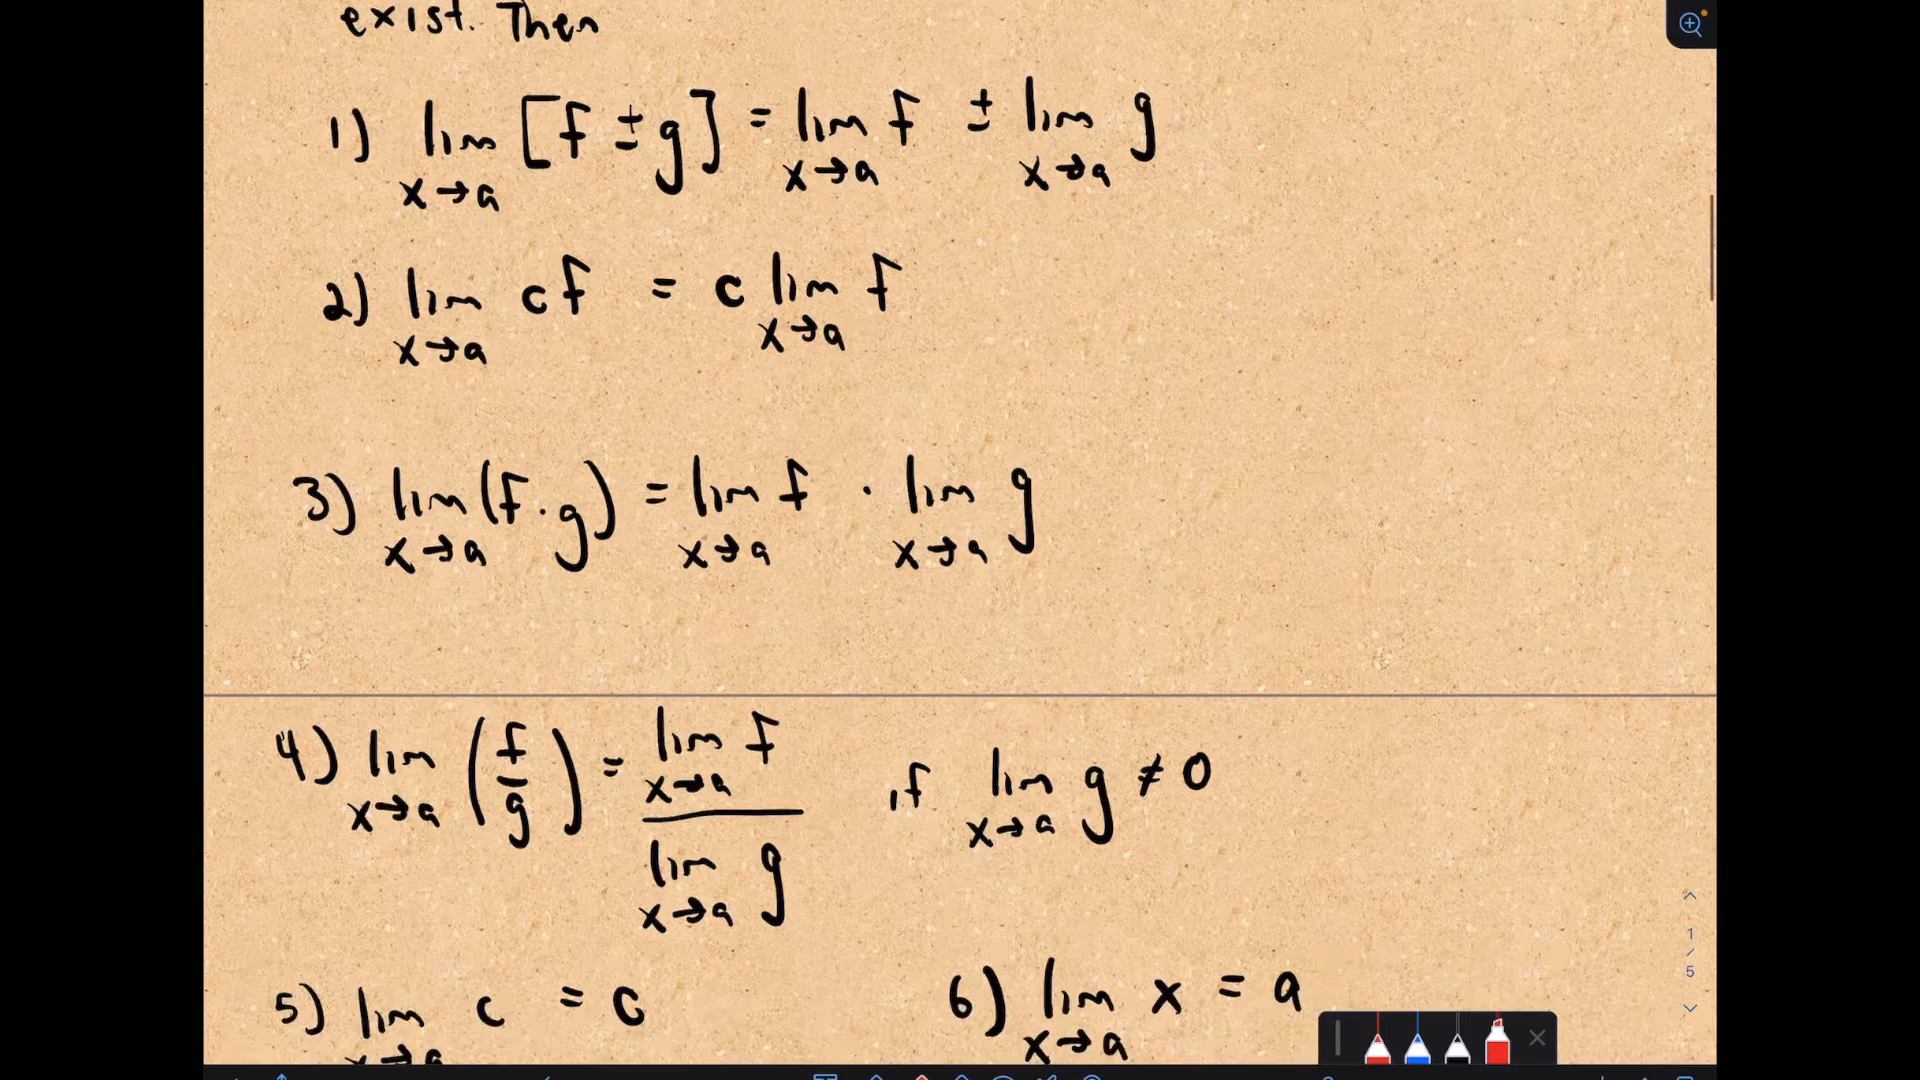 exist. Then
1) lim x→a [f ± g] = lim x→a f ± lim x→a g
2) lim x→a cf = c lim x→a f
3) lim x→a (f · g) = lim x→a f · lim x→a g
4) lim x→a (f/g) = lim x→a f / lim x→a g if lim x→a g ≠ 0
5) lim x→a c = c
6) lim x→a x = a
1
/
5